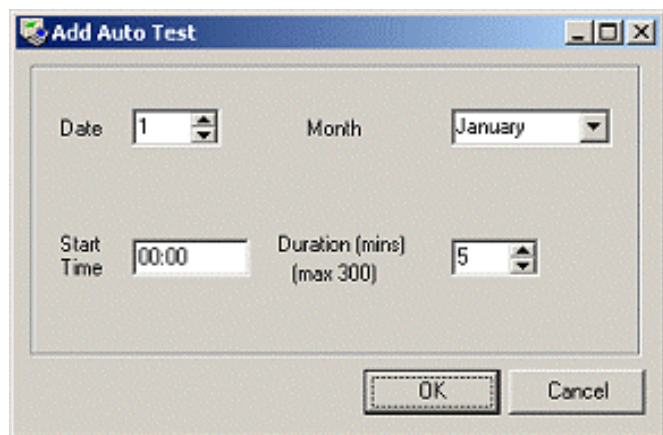 Add Auto Test
Date 1 Month January
Start Time 00:00 Duration (mins) (max 300) 5
OK Cancel